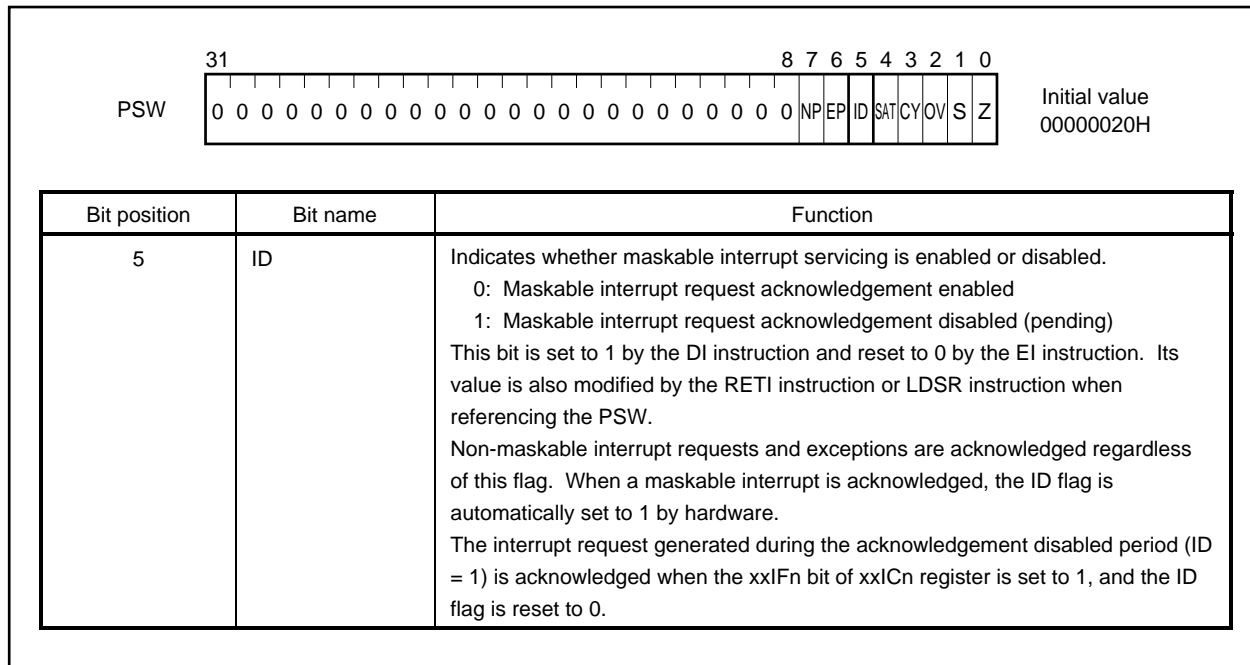 31 8 7 6 5 4 3 2 1 0
PSW 0 0 0 0 0 0 0 0 0 0 0 0 0 0 0 0 0 0 0 0 0 0 0 0 NP EP ID SAT CY OV S Z Initial value
00000020H
Bit position Bit name Function
5 ID Indicates whether maskable interrupt servicing is enabled or disabled.
0: Maskable interrupt request acknowledgement enabled
1: Maskable interrupt request acknowledgement disabled (pending)
This bit is set to 1 by the DI instruction and reset to 0 by the EI instruction. Its
value is also modified by the RETI instruction or LDSR instruction when
referencing the PSW.
Non-maskable interrupt requests and exceptions are acknowledged regardless
of this flag. When a maskable interrupt is acknowledged, the ID flag is
automatically set to 1 by hardware.
The interrupt request generated during the acknowledgement disabled period (ID
= 1) is acknowledged when the xxIFn bit of xxICn register is set to 1, and the ID
flag is reset to 0.